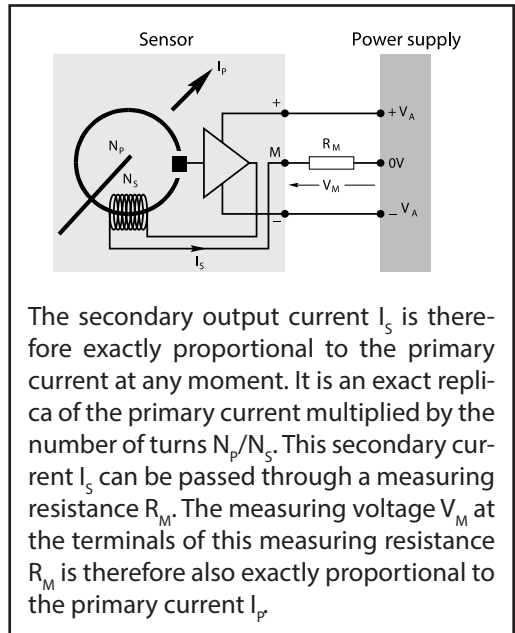 Sensor
Power supply
I_P
+
+ V_A
N_P
M
R_M
0V
N_S
V_M
−
− V_A
I_S
The secondary output current I_S is there-
fore exactly proportional to the primary
current at any moment. It is an exact repli-
ca of the primary current multiplied by the
number of turns N_P/N_S. This secondary cur-
rent I_S can be passed through a measuring
resistance R_M. The measuring voltage V_M at
the terminals of this measuring resistance
R_M is therefore also exactly proportional to
the primary current I_P.